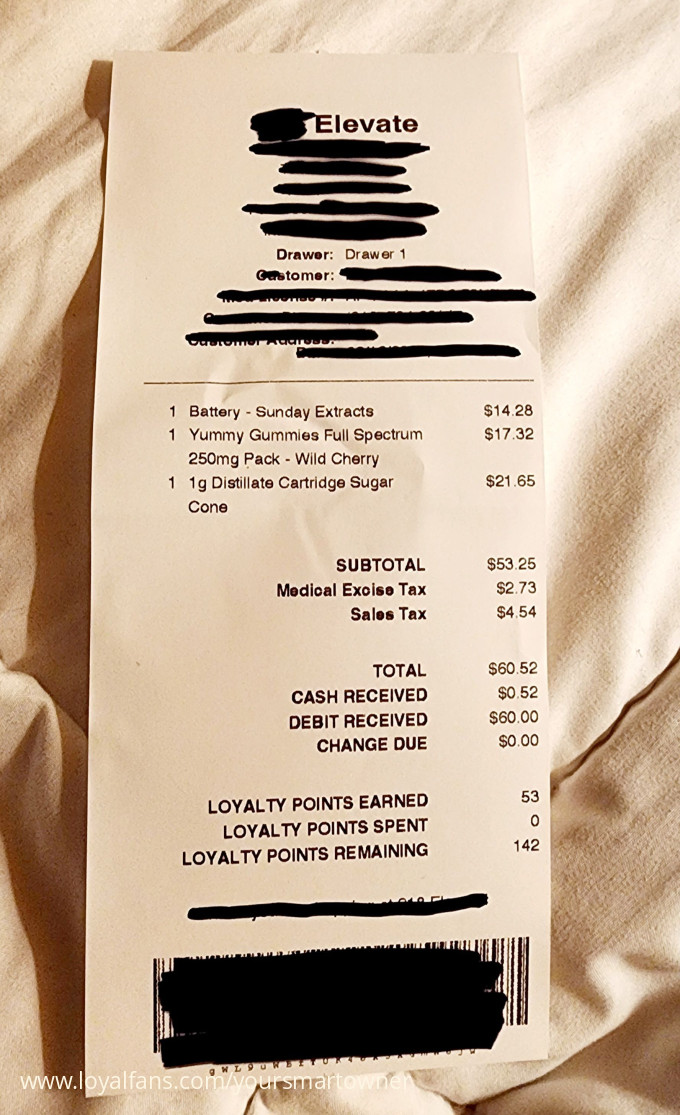 Elevate
Drawer: Drawer 1
Customer:
Customer Address:
1 Battery - Sunday Extracts $14.28
1 Yummy Gummies Full Spectrum $17.32
250mg Pack - Wild Cherry
1 1g Distillate Cartridge Sugar $21.65
Cone
SUBTOTAL $53.25
Medical Excise Tax $2.73
Sales Tax $4.54
TOTAL $60.52
CASH RECEIVED $0.52
DEBIT RECEIVED $60.00
CHANGE DUE $0.00
LOYALTY POINTS EARNED 53
LOYALTY POINTS SPENT 0
LOYALTY POINTS REMAINING 142
www.loyalfans.com/yoursmartowner